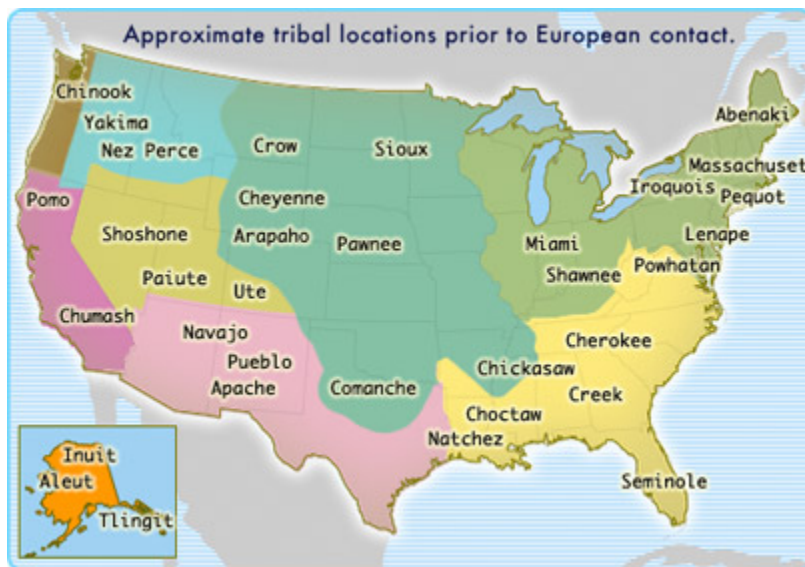 Approximate tribal locations prior to European contact.
Chinook
Yakima
Nez Perce
Crow
Sioux
Abenaki
Massachuset
Iroquois
Pequot
Pomo
Cheyenne
Shoshone
Arapaho
Pawnee
Miami
Lenape
Shawnee
Powhatan
Paiute
Ute
Chumash
Navajo
Pueblo
Apache
Comanche
Chickasaw
Cherokee
Choctaw
Creek
Natchez
Seminole
Inuit
Aleut
Tlingit